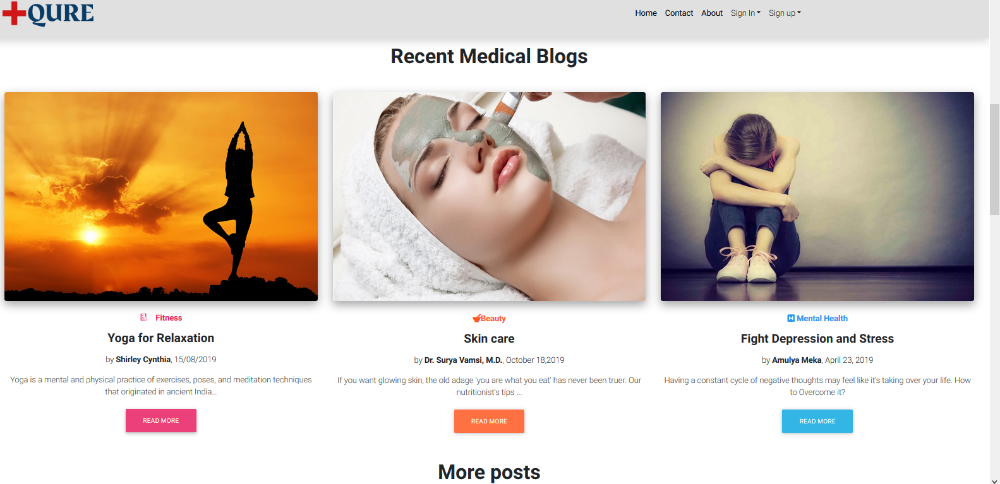 QURE
Home Contact About Sign In Sign up
Recent Medical Blogs
Fitness
Yoga for Relaxation
by Shirley Cynthia, 15/08/2019
Yoga is a mental and physical practice of exercises, poses, and meditation techniques
that originated in ancient India...
READ MORE
Beauty
Skin care
by Dr. Surya Vamsi, M.D., October 18,2019
If you want glowing skin, the old adage 'you are what you eat' has never been truer. Our
nutritionist's tips ...
READ MORE
Mental Health
Fight Depression and Stress
by Amulya Meka, April 23, 2019
Having a constant cycle of negative thoughts may feel like it's taking over your life. How
to Overcome it?
READ MORE
More posts